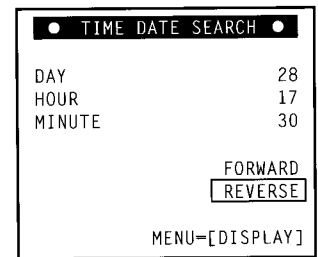 ● TIME DATE SEARCH ●
DAY 28
HOUR 17
MINUTE 30
FORWARD
REVERSE
MENU=[DISPLAY]